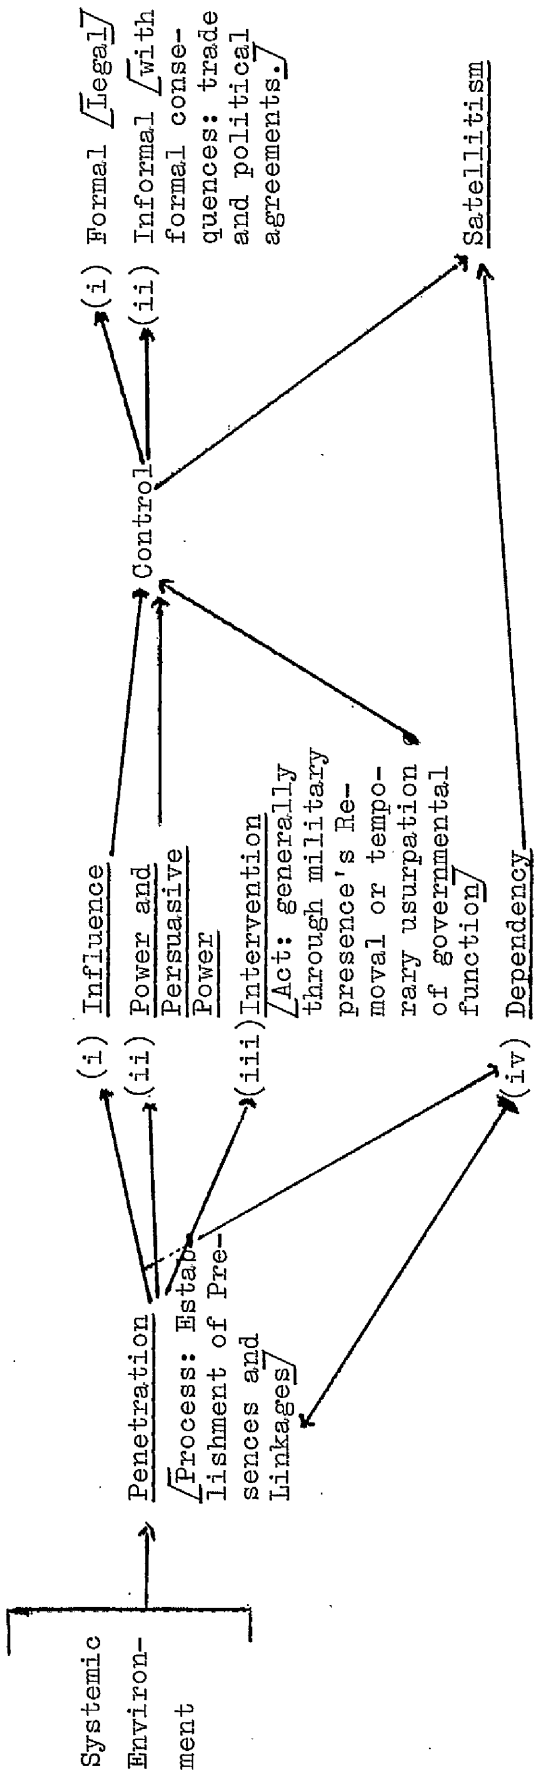 Systemic
Environ-
ment
Penetration
[Process: Estab-
lishment of Pre-
sences and
Linkages]
(i) Influence
(ii) Power and
Persuasive
Power
(iii) Intervention
[Act: generally
through military
presence's Re-
moval or tempo-
rary usurpation
of governmental
function]
(iv) Dependency
Control
(i) Formal [Legal]
(ii) Informal [with
formal conse-
quences: trade
and political
agreements.]
Satellitism